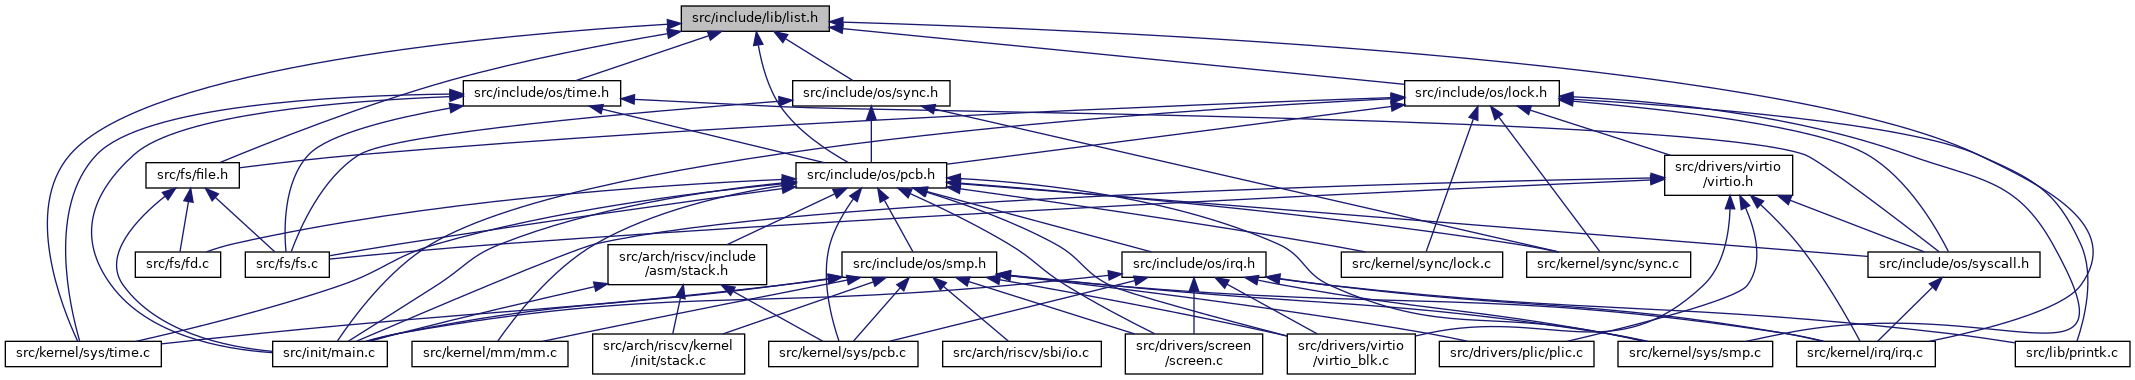 src/include/lib/list.h
src/include/os/time.h
src/include/os/sync.h
src/include/os/lock.h
src/fs/file.h
src/include/os/pcb.h
src/drivers/virtio
/virtio.h
src/fs/fd.c
src/fs/fs.c
src/arch/riscv/include
/asm/stack.h
src/include/os/smp.h
src/include/os/irq.h
src/kernel/sync/lock.c
src/kernel/sync/sync.c
src/include/os/syscall.h
src/kernel/sys/time.c
src/init/main.c
src/kernel/mm/mm.c
src/arch/riscv/kernel
/init/stack.c
src/kernel/sys/pcb.c
src/arch/riscv/sbi/io.c
src/drivers/screen
/screen.c
src/drivers/virtio
/virtio_blk.c
src/drivers/plic/plic.c
src/kernel/sys/smp.c
src/kernel/irq/irq.c
src/lib/printk.c